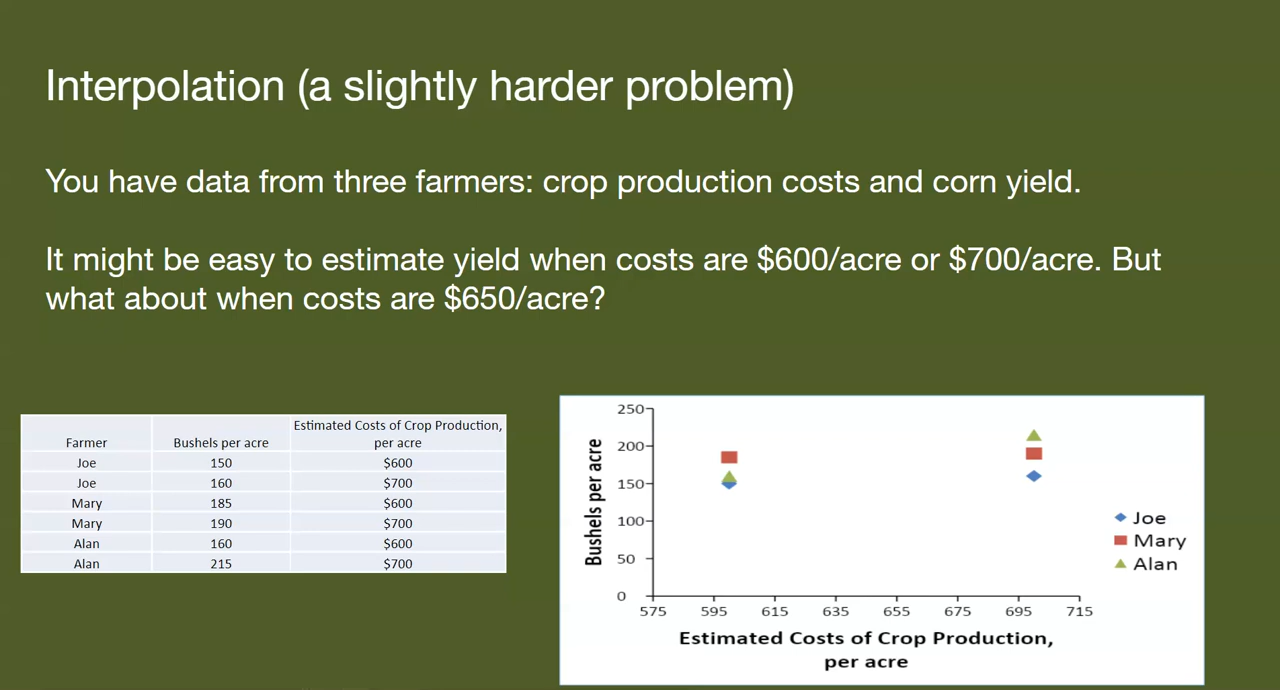 Interpolation (a slightly harder problem)
You have data from three farmers: crop production costs and corn yield.
It might be easy to estimate yield when costs are $600/acre or $700/acre. But
what about when costs are $650/acre?
Farmer Bushels per acre Estimated Costs of Crop Production, per acre
Joe 150 $600
Joe 160 $700
Mary 185 $600
Mary 190 $700
Alan 160 $600
Alan 215 $700
Bushels per acre
250
200
150
100
50
0
575 595 615 635 655 675 695 715
Estimated Costs of Crop Production,
per acre
Joe
Mary
Alan